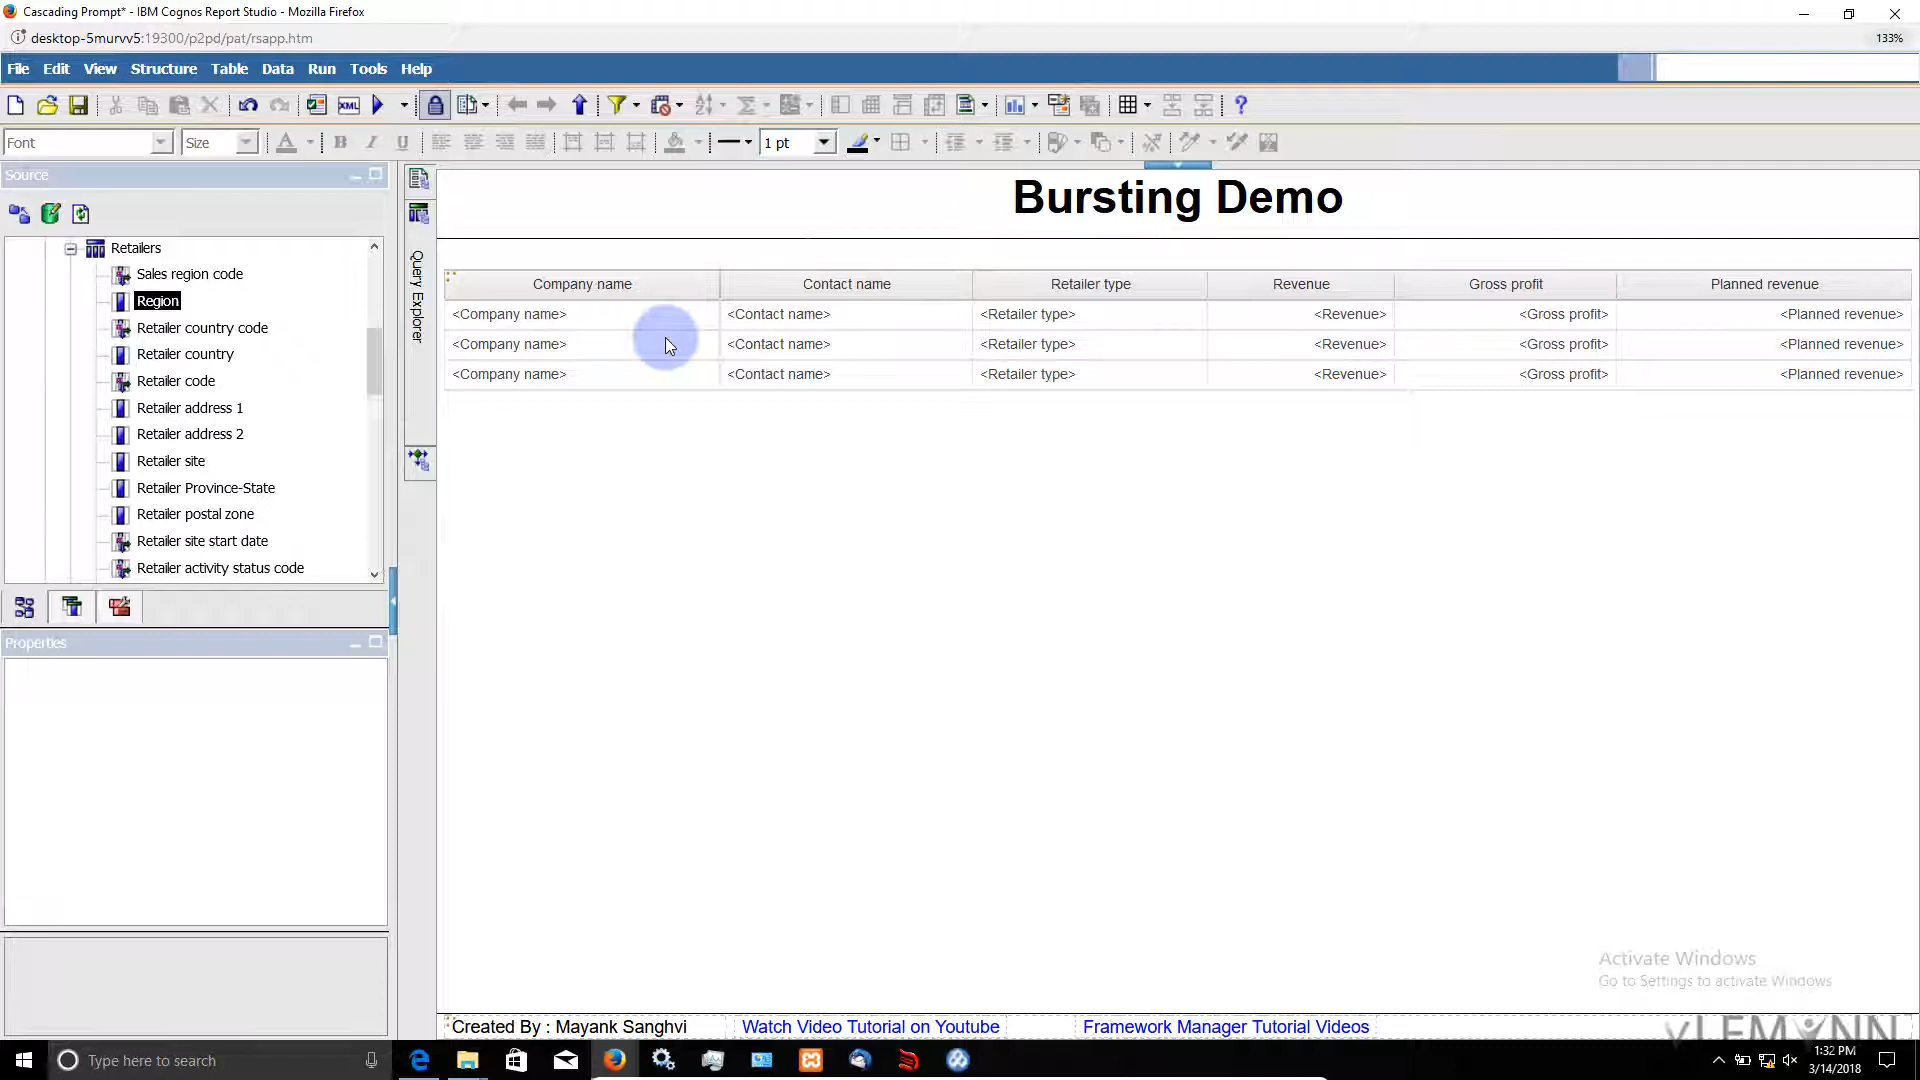 Cascading Prompt* - IBM Cognos Report Studio - Mozilla Firefox
desktop-5murvv5:19300/p2pd/pat/rsapp.htm 133%
File Edit View Structure Table Data Run Tools Help
XML
Font Size A B I U 1 pt
Source
Retailers
Sales region code
Region
Retailer country code
Retailer country
Retailer code
Retailer address 1
Retailer address 2
Retailer site
Retailer Province-State
Retailer postal zone
Retailer site start date
Retailer activity status code
Properties
Query Explorer
Bursting Demo
Company name Contact name Retailer type Revenue Gross profit Planned revenue
<Company name> <Contact name> <Retailer type> <Revenue> <Gross profit> <Planned revenue>
<Company name> <Contact name> <Retailer type> <Revenue> <Gross profit> <Planned revenue>
<Company name> <Contact name> <Retailer type> <Revenue> <Gross profit> <Planned revenue>
Activate Windows
Go to Settings to activate Windows
Created By : Mayank Sanghvi Watch Video Tutorial on Youtube Framework Manager Tutorial Videos
Type here to search
1:32 PM
3/14/2018